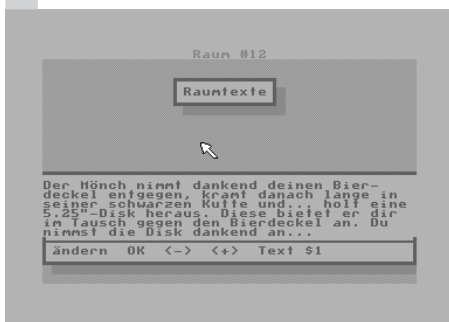 Raum #12
Raumtexte
Der Mönch nimmt dankend deinen Bier-
deckel entgegen, kramt danach lange in
seiner schwarzen Kutte und... holt eine
5.25"-Disk heraus. Diese bietet er dir
im Tausch gegen den Bierdeckel an. Du
nimmst die Disk dankend an...
ändern OK <-> <+> Text $1